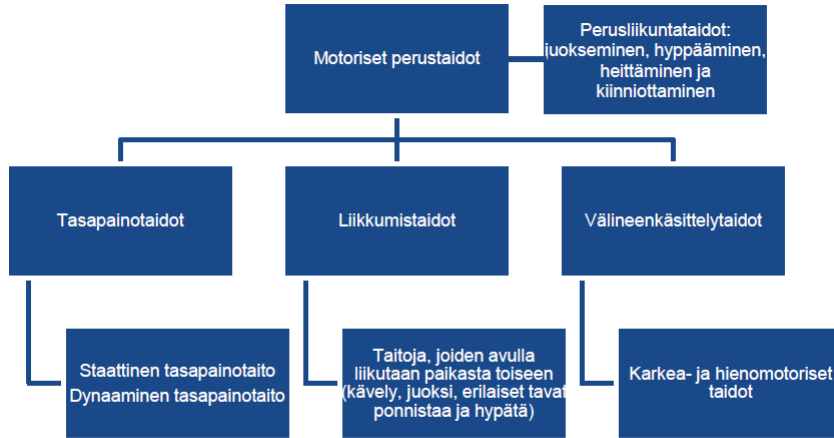 Motoriset perustaidot
Perusliikuntataidot:
juokseminen, hyppääminen,
heittäminen ja
kiinniottaminen
Tasapainotaidot
Liikkumistaidot
Välineenkäsittelytaidot
Staattinen tasapainotaito
Dynaaminen tasapainotaito
Taitoja, joiden avulla
liikutaan paikasta toiseen
(kävely, juoksi, erilaiset tavat
ponnistaa ja hypätä)
Karkea- ja hienomotoriset
taidot